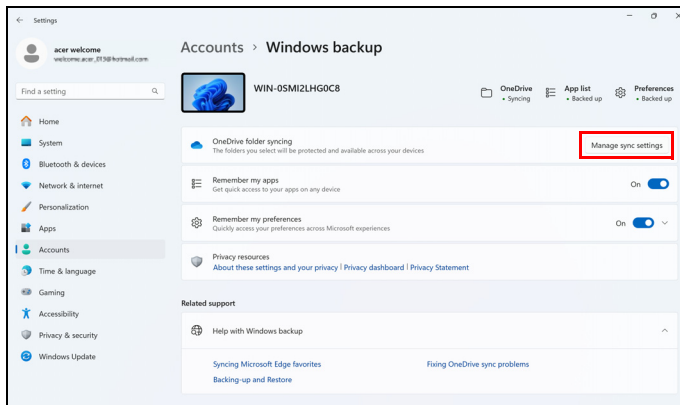 Settings
acer welcome
welcome.acer_015@hotmail.com
Find a setting
Home
System
Bluetooth & devices
Network & internet
Personalization
Apps
Accounts
Time & language
Gaming
Accessibility
Privacy & security
Windows Update
Accounts > Windows backup
WIN-0SMI2LHG0C8
OneDrive
• Syncing
App list
• Backed up
Preferences
• Backed up
OneDrive folder syncing
The folders you select will be protected and available across your devices
Manage sync settings
Remember my apps
Get quick access to your apps on any device
On
Remember my preferences
Quickly access your preferences across Microsoft experiences
On
Privacy resources
About these settings and your privacy | Privacy dashboard | Privacy Statement
Related support
Help with Windows backup
Syncing Microsoft Edge favorites
Fixing OneDrive sync problems
Backing-up and Restore